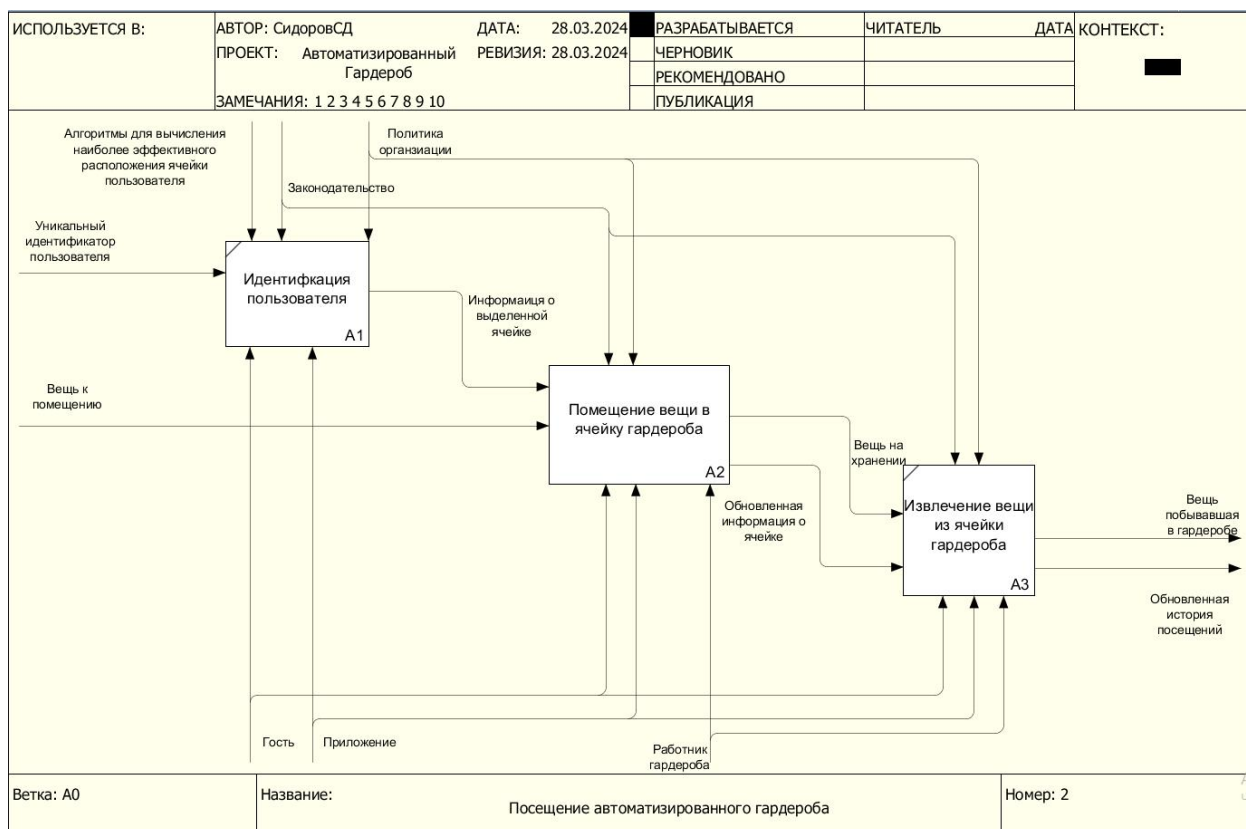 ИСПОЛЬЗУЕТСЯ В:
АВТОР: СидоровСД
ДАТА: 28.03.2024
ПРОЕКТ: Автоматизированный
Гардероб
РЕВИЗИЯ: 28.03.2024
ЗАМЕЧАНИЯ: 1 2 3 4 5 6 7 8 9 10
РАЗРАБАТЫВАЕТСЯ
ЧЕРНОВИК
РЕКОМЕНДОВАНО
ПУБЛИКАЦИЯ
ЧИТАТЕЛЬ
ДАТА
КОНТЕКСТ:
Алгоритмы для вычисления
наиболее эффективного
расположения ячейки
пользователя
Политика
органзиации
Законодательство
Уникальный
идентификатор
пользователя
Идентифкация
пользователя
A1
Информаиця о
выделенной
ячейке
Вещь к
помещению
Помещение вещи в
ячейку гардероба
A2
Вещь на
хранении
Обновленная
информация о
ячейке
Извлечение вещи
из ячейки
гардероба
A3
Вещь
побывавшая
в гардеробе
Обновленная
история
посещений
Гость
Приложение
Работник
гардероба
Ветка: A0
Название:
Посещение автоматизированного гардероба
Номер: 2